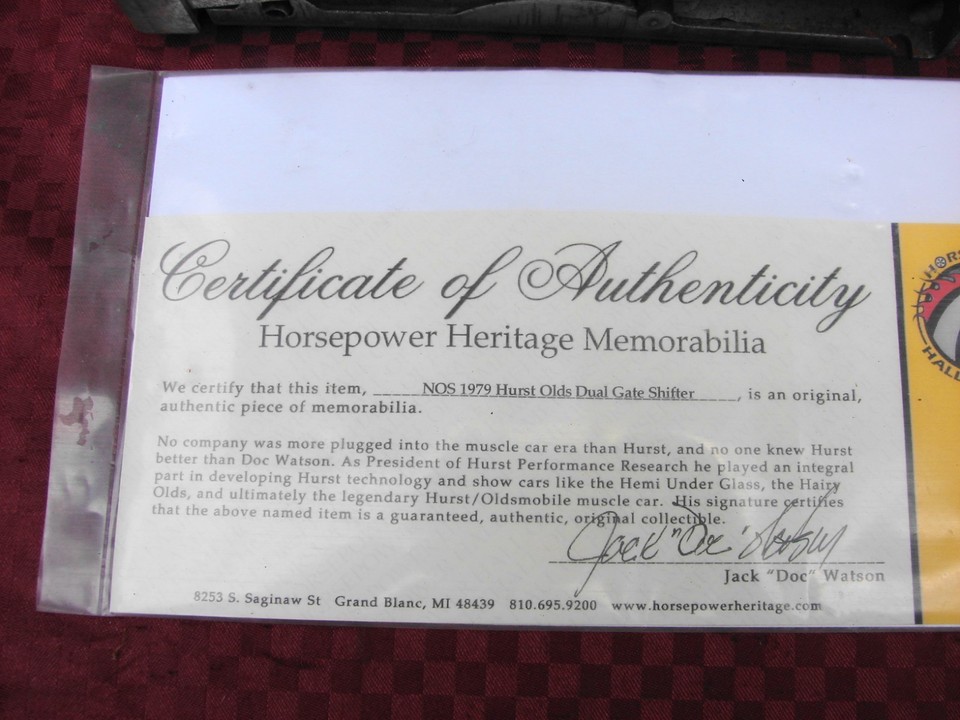 Certificate of Authenticity
Horsepower Heritage Memorabilia
We certify that this item, NOS 1979 Hurst Olds Dual Gate Shifter, is an original,
authentic piece of memorabilia.
No company was more plugged into the muscle car era than Hurst, and no one knew Hurst
better than Doc Watson. As President of Hurst Performance Research he played an integral
part in developing Hurst technology and show cars like the Hemi Under Glass, the Hairy
Olds, and ultimately the legendary Hurst/Oldsmobile muscle car. His signature certifies
that the above named item is a guaranteed, authentic, original collectible.
Jack "Doc" Watson
Jack "Doc" Watson
8253 S. Saginaw St Grand Blanc, MI 48439 810.695.9200 www.horsepowerheritage.com